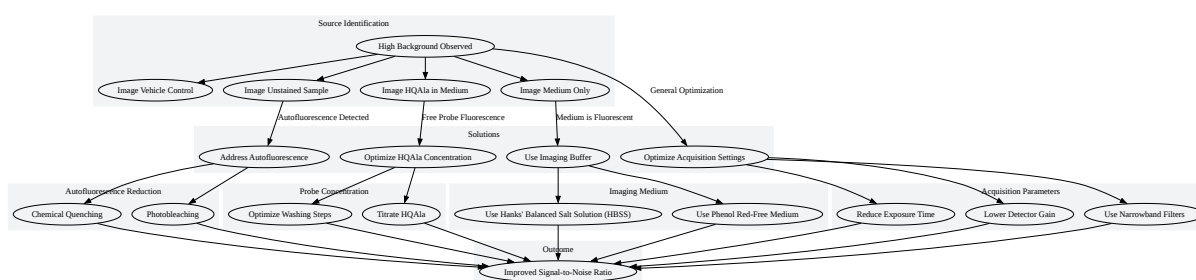 Source Identification
High Background Observed
Image Vehicle Control
Image Unstained Sample
Image HQAla in Medium
Image Medium Only
General Optimization
Autofluorescence Detected
Free Probe Fluorescence
Medium is Fluorescent
Solutions
Address Autofluorescence
Optimize HQAla Concentration
Use Imaging Buffer
Optimize Acquisition Settings
Autofluorescence Reduction
Probe Concentration
Imaging Medium
Acquisition Parameters
Chemical Quenching
Photobleaching
Optimize Washing Steps
Titrate HQAla
Use Hanks' Balanced Salt Solution (HBSS)
Use Phenol Red-Free Medium
Reduce Exposure Time
Lower Detector Gain
Use Narrowband Filters
Outcome
Improved Signal-to-Noise Ratio